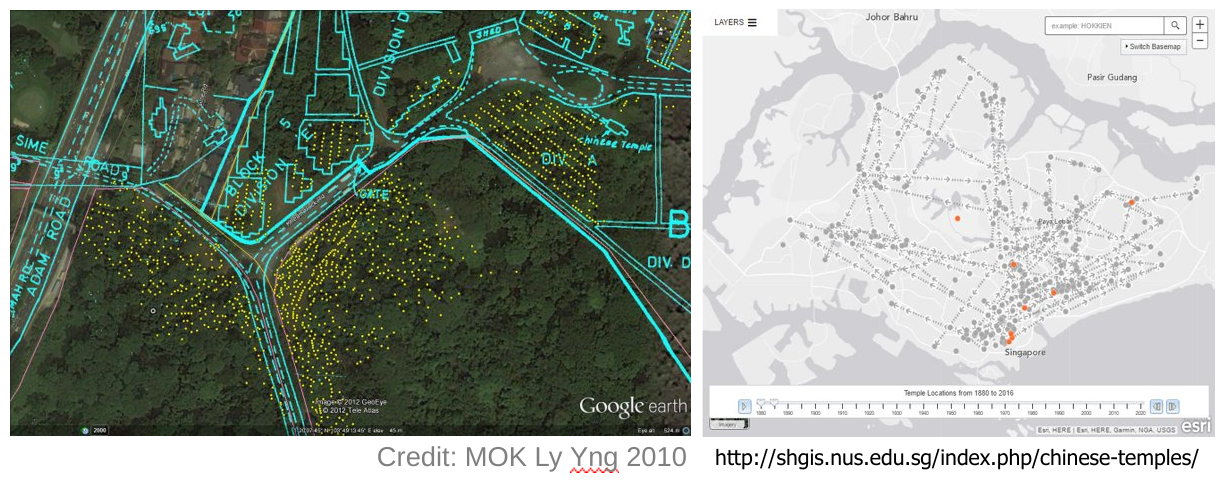 SIME
ROAD
ADAM ROAD
DIVISION D
SHED
BLOCK 5
DIVISION E
GATE
DIV. A
Chinese Temple
B
DIV. D
Image © 2012 GeoEye
© 2012 Tele Atlas
Google earth
2000
Credit: MOK Ly Yng 2010
LAYERS
Johor Bahru
example: HOKKIEN
Switch Basemap
Pasir Gudang
Paya Lebar
Singapore
Temple Locations from 1880 to 2016
1880 1890 1900 1910 1920 1930 1940 1950 1960 1970 1980 1990 2000 2010 2020
Imagery
Esri, HERE | Esri, HERE, Garmin, NGA, USGS
esri
http://shgis.nus.edu.sg/index.php/chinese-temples/